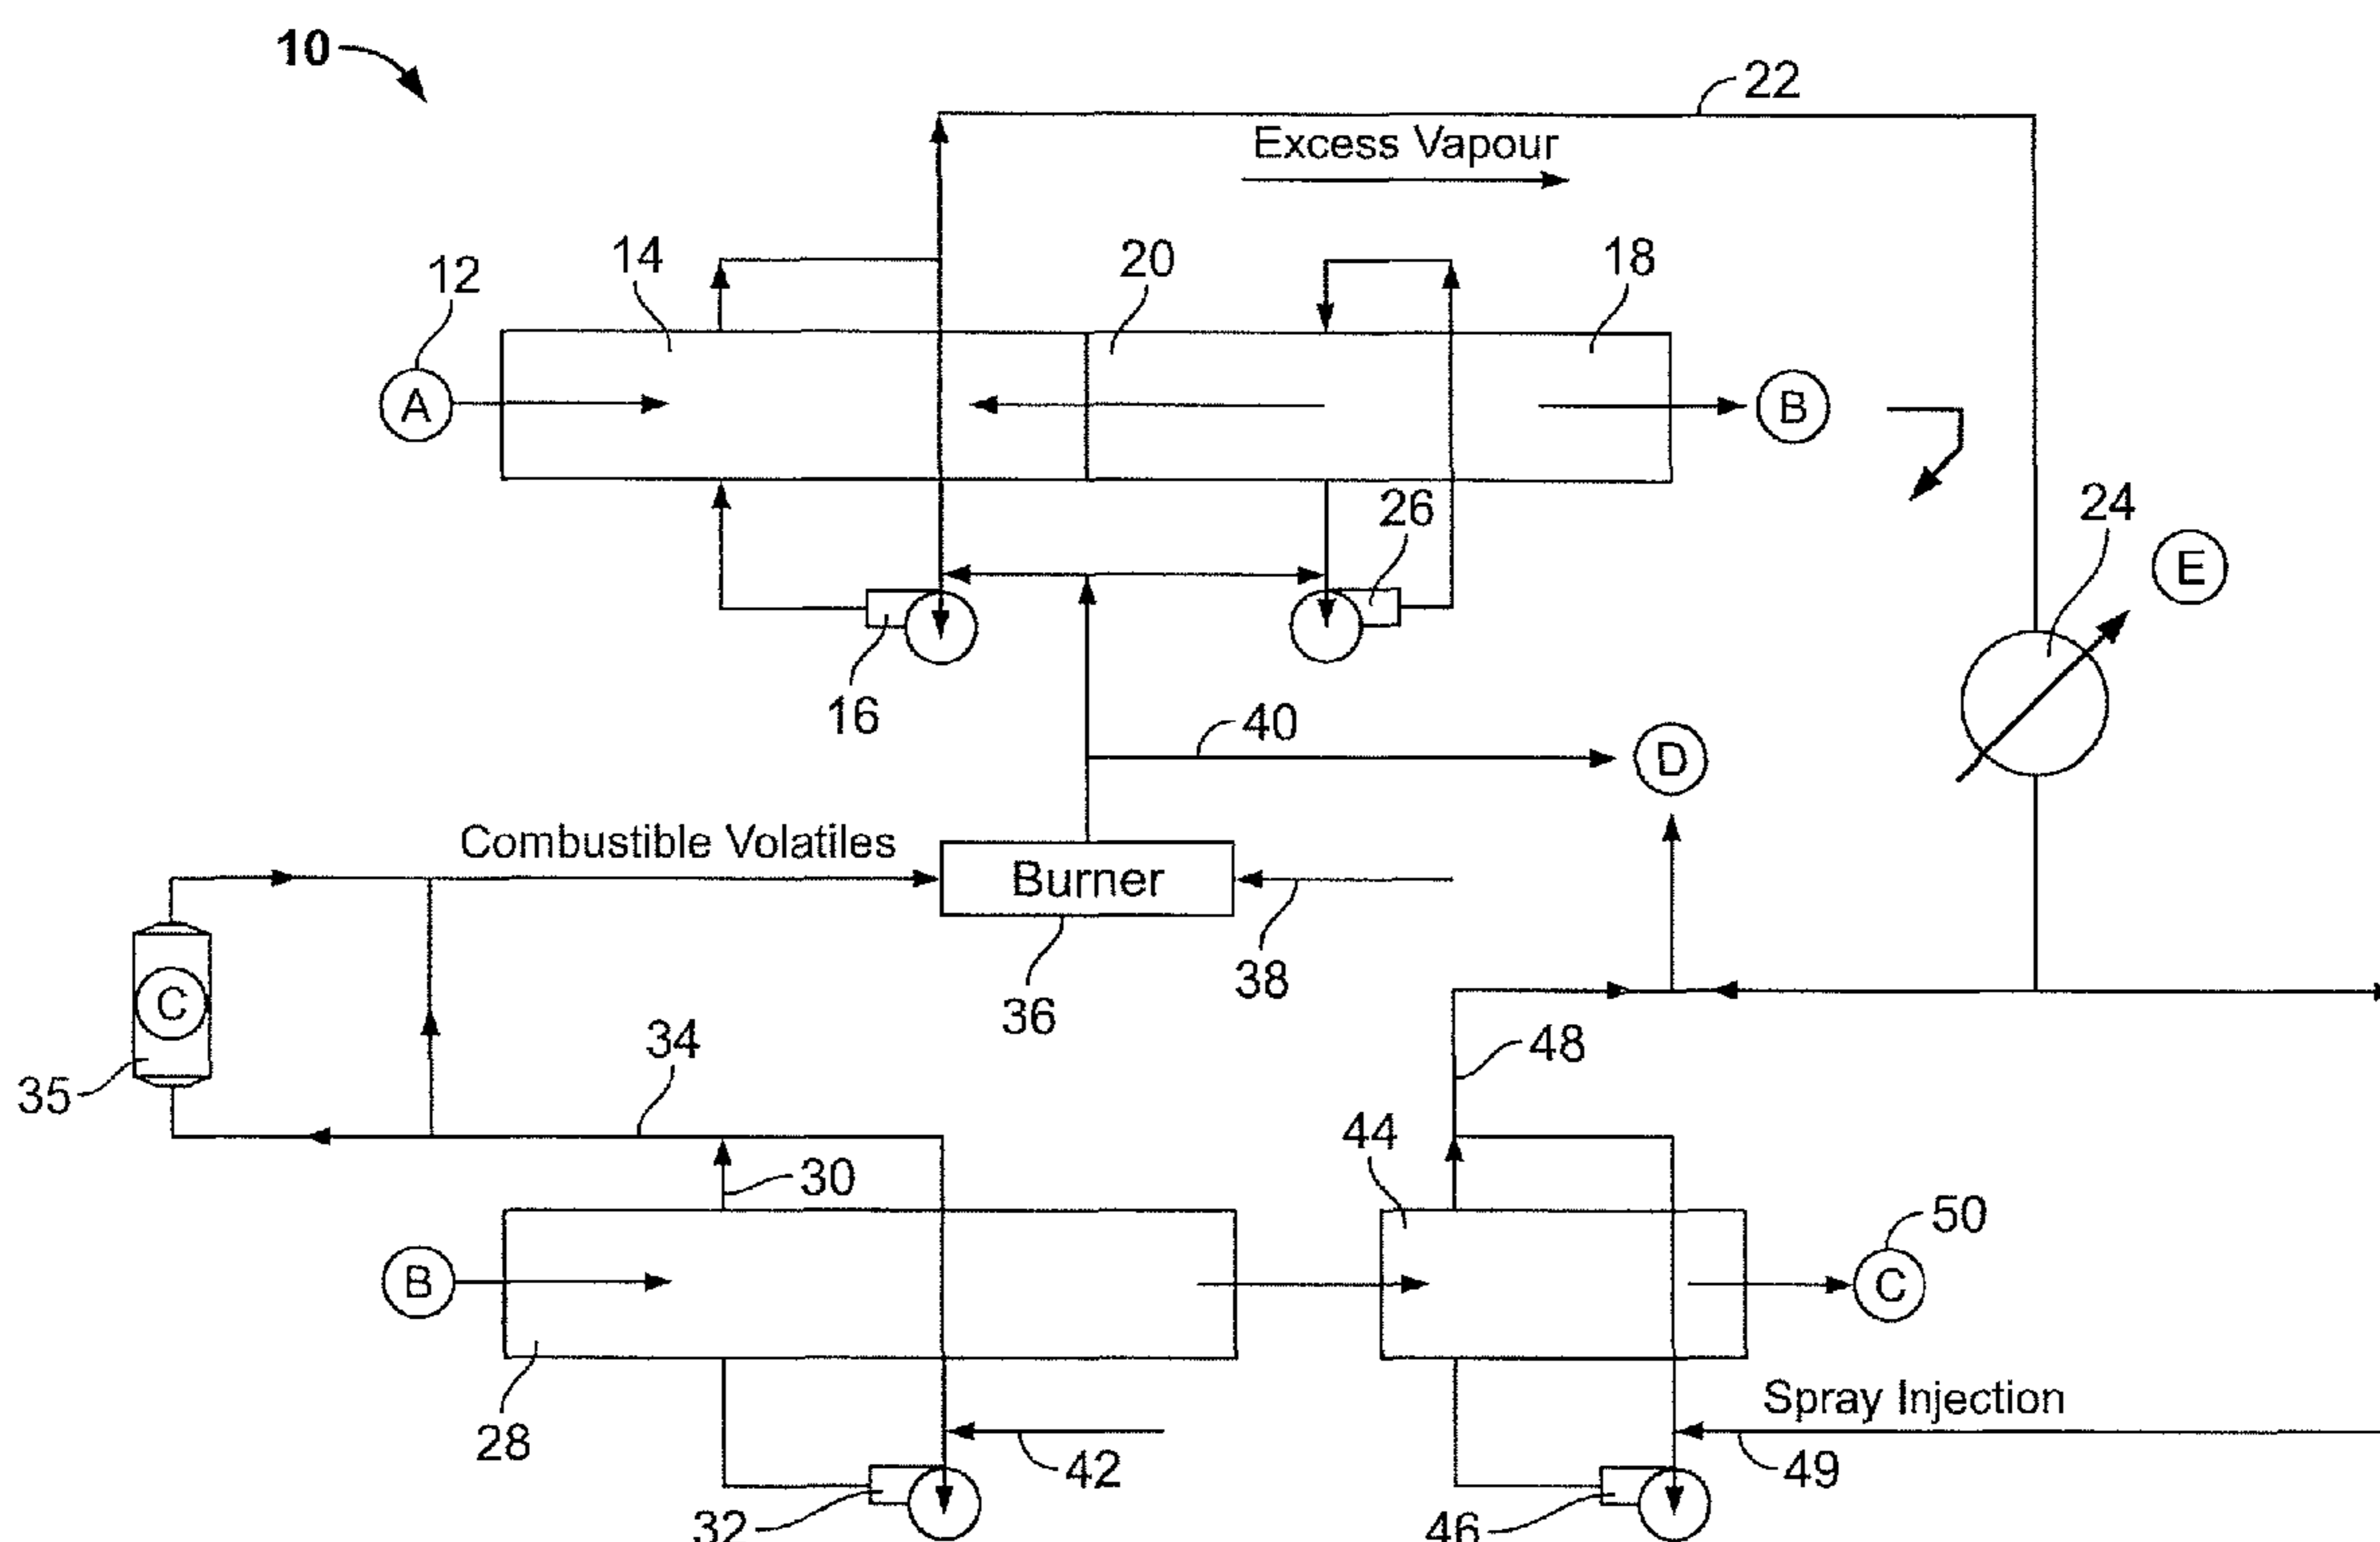 10
22
Excess Vapour
12
14
20
18
A
B
26
24
E
16
40
D
Combustible Volatiles
Burner
C
35
36
38
34
48
30
44
50
B
C
28
42
Spray Injection
49
32
46